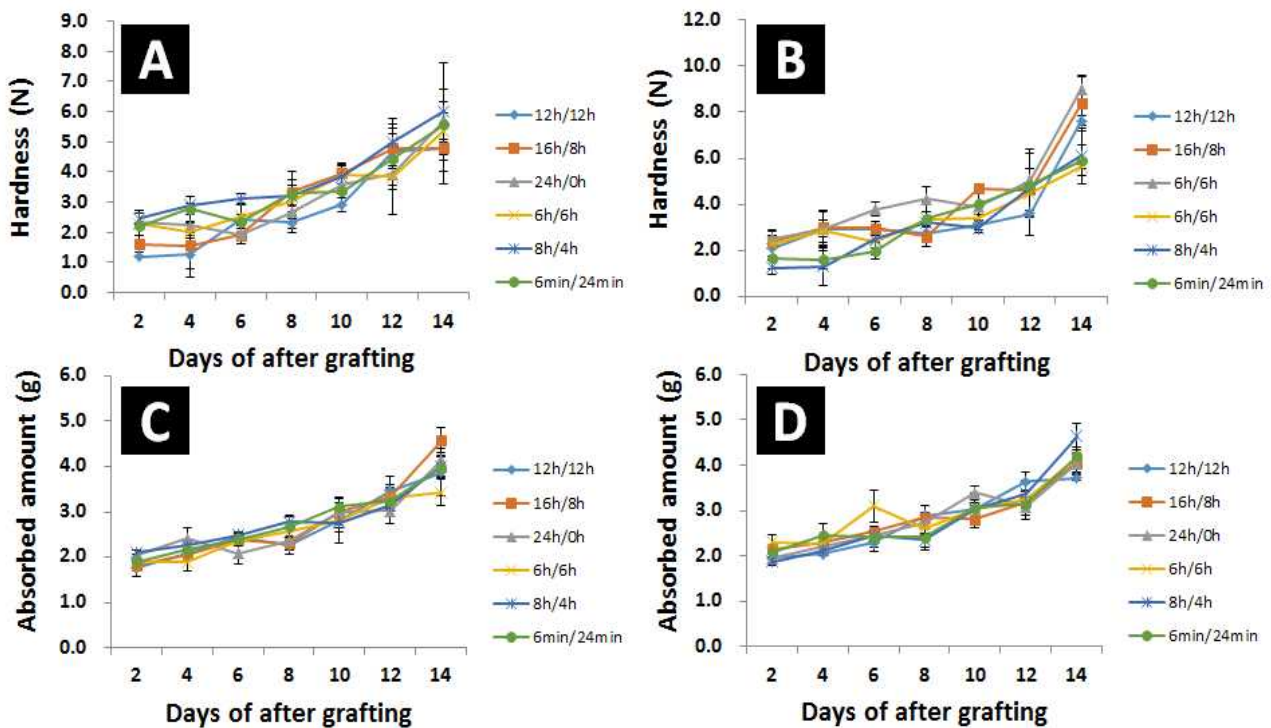 A
Hardness (N)
9.0
8.0
7.0
6.0
5.0
4.0
3.0
2.0
1.0
0.0
2 4 6 8 10 12 14
Days of after grafting
12h/12h
16h/8h
24h/0h
6h/6h
8h/4h
6min/24min
B
Hardness (N)
12.0
10.0
8.0
6.0
4.0
2.0
0.0
2 4 6 8 10 12 14
Days of after grafting
12h/12h
16h/8h
6h/6h
6h/6h
8h/4h
6min/24min
C
Absorbed amount (g)
6.0
5.0
4.0
3.0
2.0
1.0
0.0
2 4 6 8 10 12 14
Days of after grafting
12h/12h
16h/8h
24h/0h
6h/6h
8h/4h
6min/24min
D
Absorbed amount (g)
6.0
5.0
4.0
3.0
2.0
1.0
0.0
2 4 6 8 10 12 14
Days of after grafting
12h/12h
16h/8h
24h/0h
6h/6h
8h/4h
6min/24min